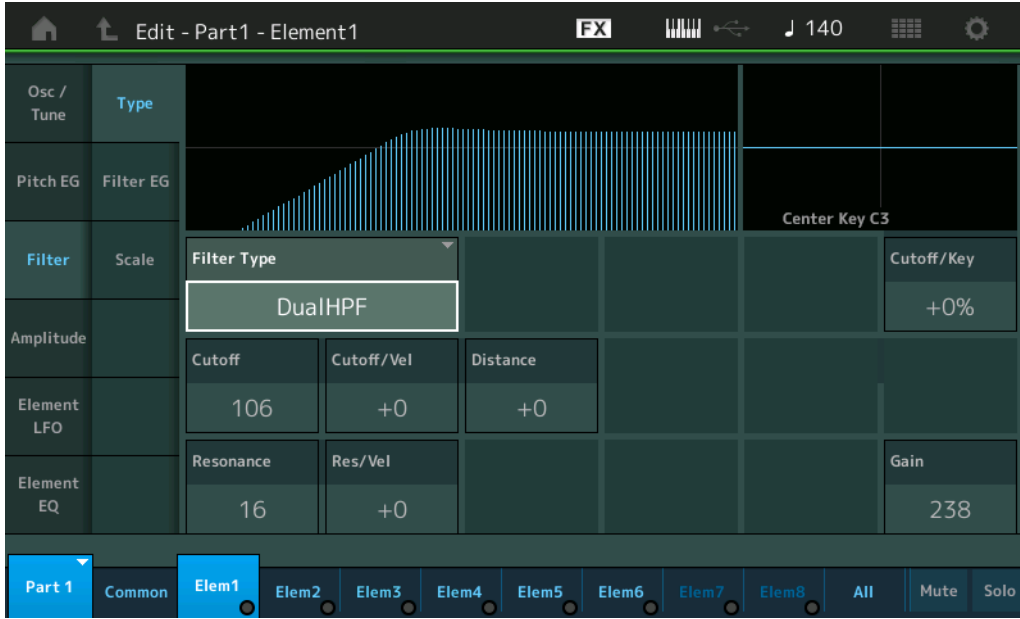 Edit - Part1 - Element1
FX
♩ 140
Osc /
Tune
Type
Pitch EG
Filter EG
Center Key C3
Filter
Scale
Filter Type
Cutoff/Key
DualHPF
+0%
Amplitude
Cutoff
Cutoff/Vel
Distance
Element
LFO
106
+0
+0
Resonance
Res/Vel
Gain
Element
EQ
16
+0
238
Part 1
Common
Elem1
Elem2
Elem3
Elem4
Elem5
Elem6
Elem7
Elem8
All
Mute
Solo